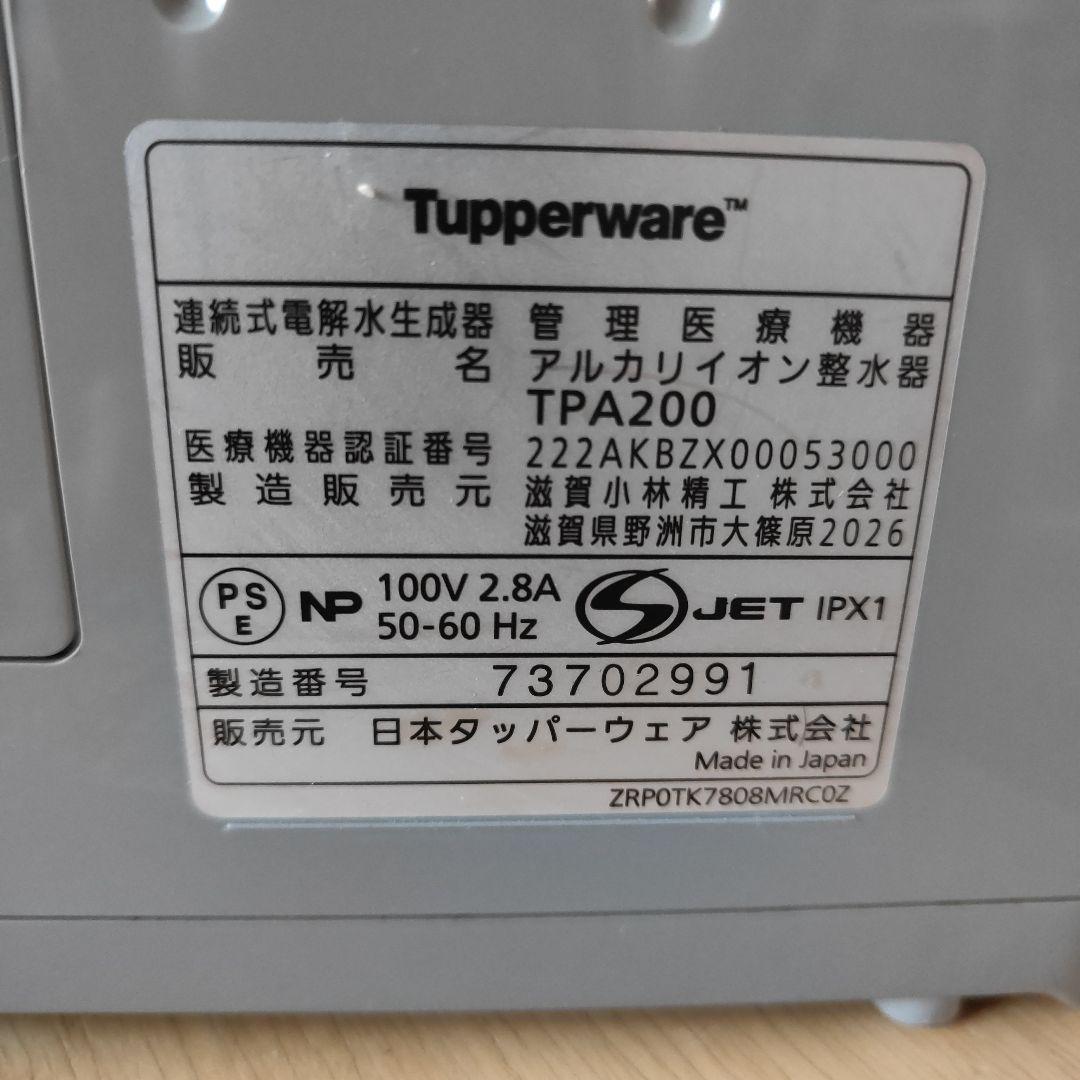 Tupperware™
連続式電解水生成器 管理医療機器
販売名 アルカリイオン整水器
TPA200
医療機器認証番号 222AKBZX00053000
製造販売元 滋賀小林精工 株式会社
滋賀県野洲市大篠原2026
PSE NP 100V 2.8A JET IPX1
50-60 Hz
製造番号 73702991
販売元 日本タッパーウェア 株式会社
Made in Japan
ZRP0TK7808MRC0Z